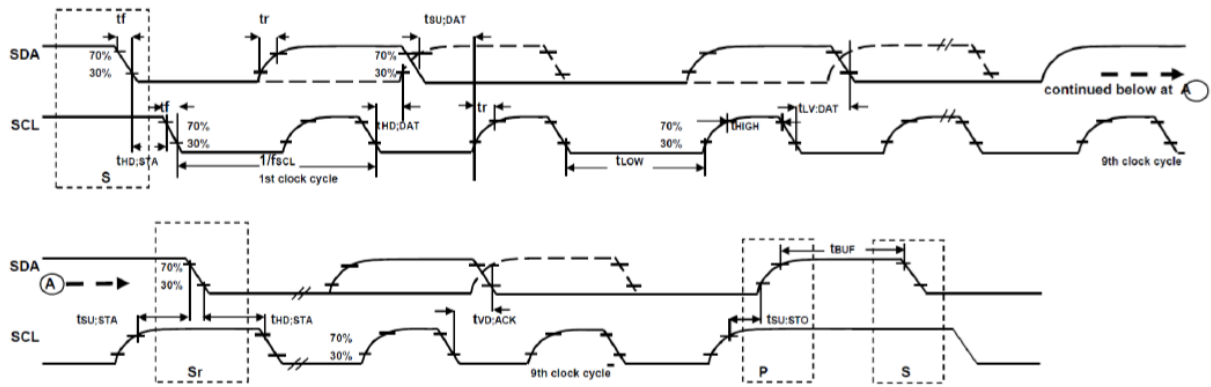 tf tr tSU;DAT
SDA 70% 70%
30% 30%
continued below at A
tf tHD;DAT tr tHIGH tLV:DAT
SCL 70% 70%
30% 30%
tHD;STA 1/fSCL tLOW
S 1st clock cycle 9th clock cycle
tBUF
SDA 70%
A 30%
tSU;STA tHD;STA tVD;ACK tSU:STO
SCL 70%
30%
Sr 9th clock cycle P S